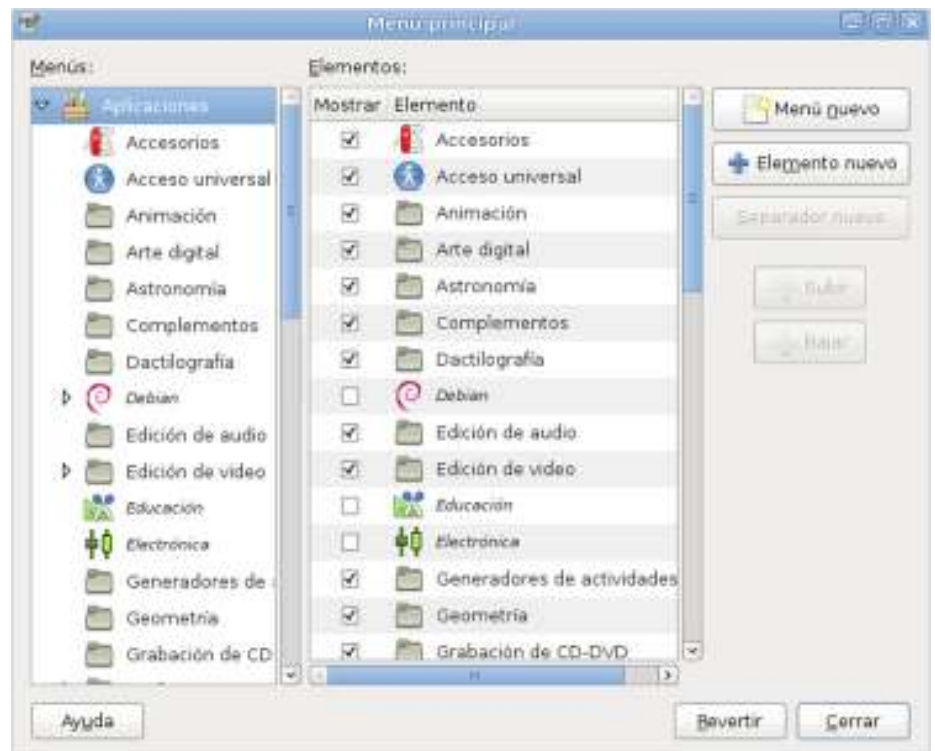 Menú principal
Menús:
Aplicaciones
Accesorios
Acceso universal
Animación
Arte digital
Astronomía
Complementos
Dactilografía
Debian
Edición de audio
Edición de video
Educación
Electrónica
Generadores de
Geometría
Grabación de CD
Elementos:
Mostrar Elemento
Accesorios
Acceso universal
Animación
Arte digital
Astronomía
Complementos
Dactilografía
Debian
Edición de audio
Edición de video
Educación
Electrónica
Generadores de actividades
Geometría
Grabación de CD-DVD
Menú nuevo
Elemento nuevo
Separador nuevo
Subir
Bajar
Ayuda
Revertir
Cerrar